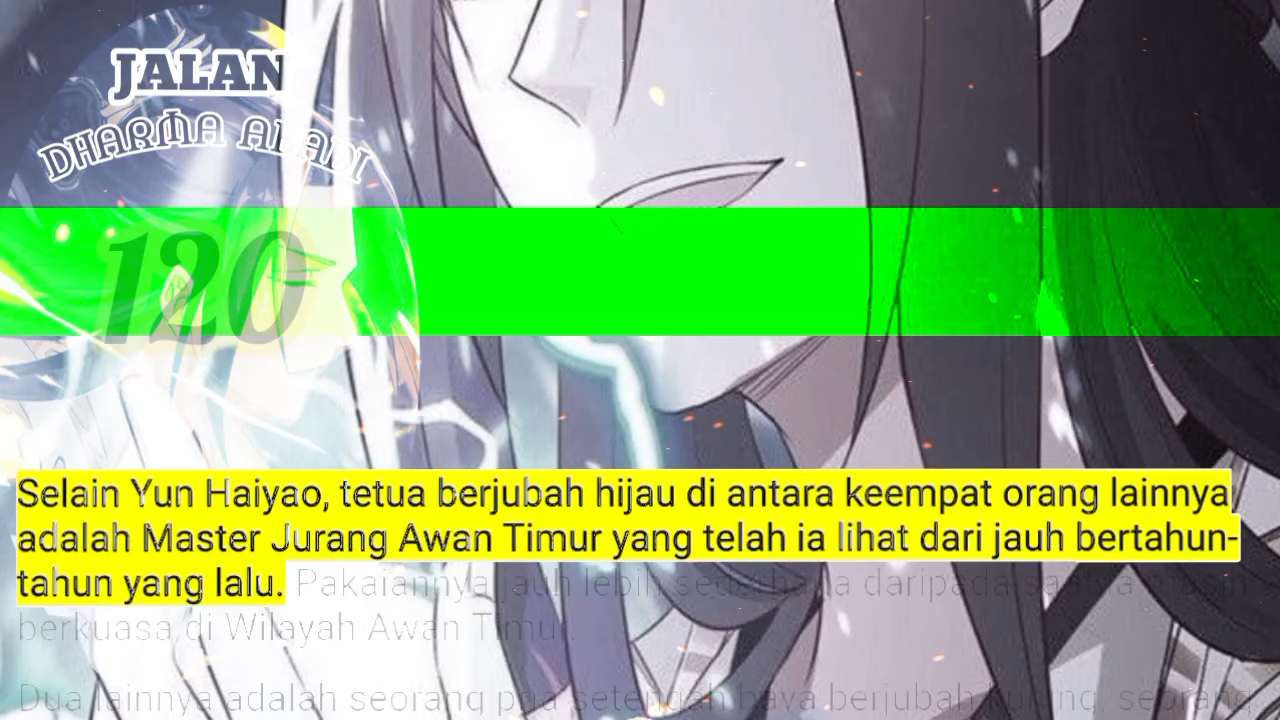 JALAN
DHARMA ABADI
120
Selain Yun Haiyao, tetua berjubah hijau di antara keempat orang lainnya
adalah Master Jurang Awan Timur yang telah ia lihat dari jauh bertahun-
tahun yang lalu. Pakaiannya jauh lebih sederhana daripada saat ia masih
berkuasa di Wilayah Awan Timur.
Dua lainnya adalah seorang pria setengah baya berjubah kuning, seorang